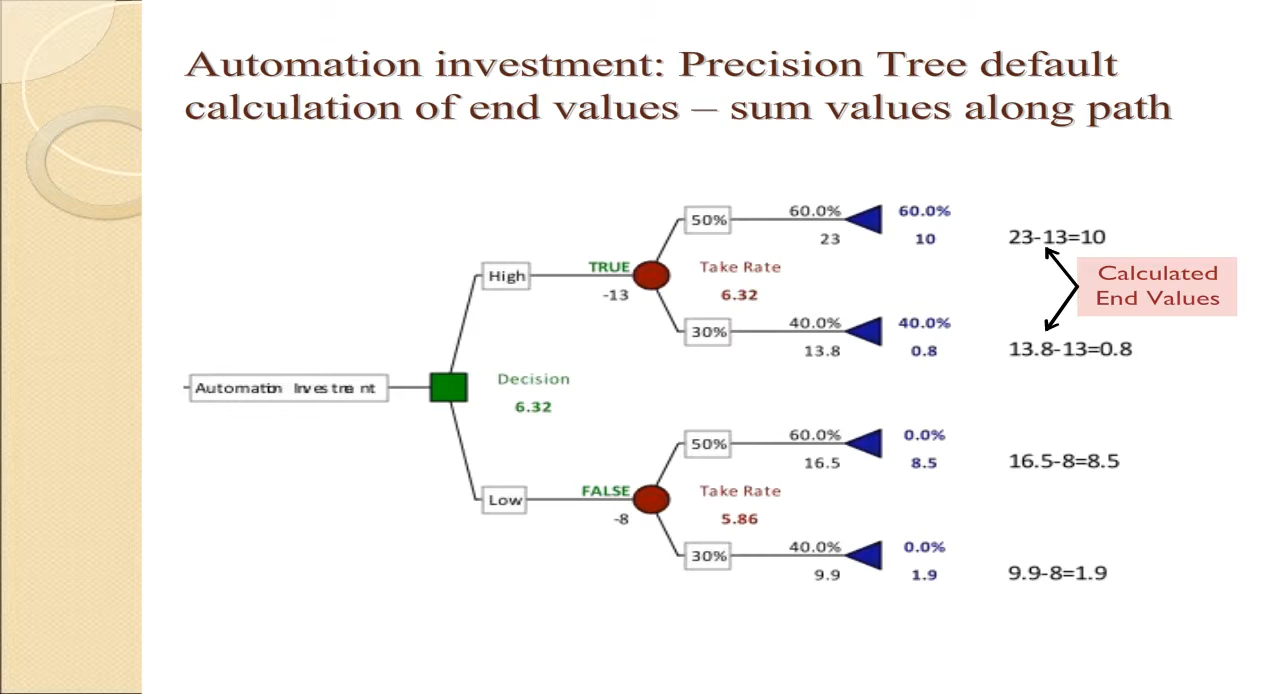 Automation investment: Precision Tree default
calculation of end values – sum values along path
50%
60.0%
23
60.0%
10
23-13=10
High
TRUE
-13
Take Rate
6.32
Calculated
End Values
30%
40.0%
13.8
40.0%
0.8
13.8-13=0.8
Automation Investment
Decision
6.32
50%
60.0%
16.5
0.0%
8.5
16.5-8=8.5
Low
FALSE
-8
Take Rate
5.86
30%
40.0%
9.9
0.0%
1.9
9.9-8=1.9